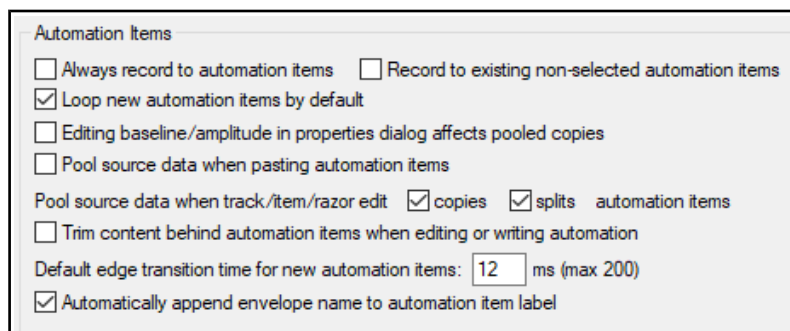 Automation Items
Always record to automation items Record to existing non-selected automation items
Loop new automation items by default
Editing baseline/amplitude in properties dialog affects pooled copies
Pool source data when pasting automation items
Pool source data when track/item/razor edit copies splits automation items
Trim content behind automation items when editing or writing automation
Default edge transition time for new automation items: 12 ms (max 200)
Automatically append envelope name to automation item label